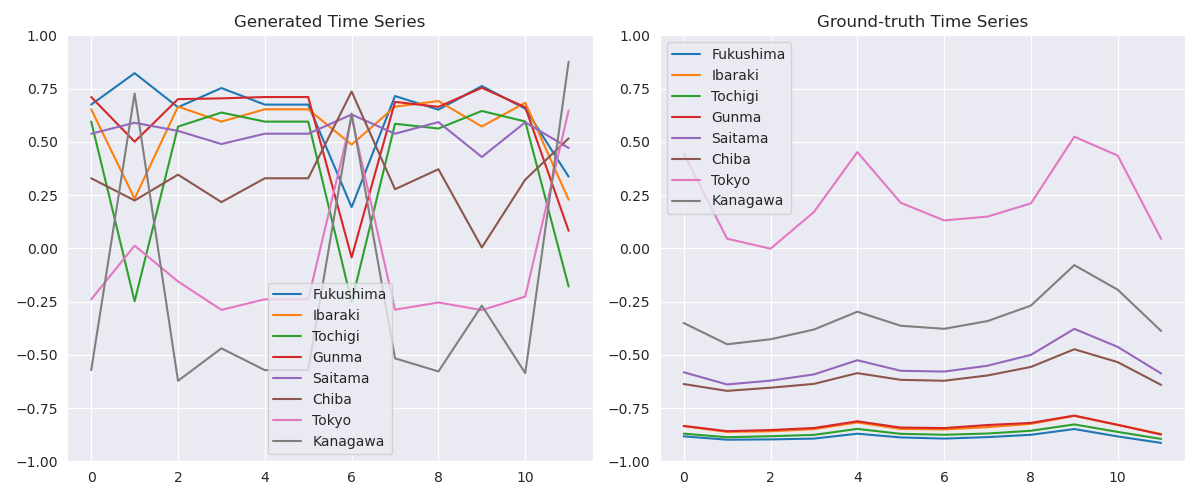 Generated Time Series
1.00
0.75
0.50
0.25
0.00
−0.25
−0.50
−0.75
−1.00
0 2 4 6 8 10
Fukushima
Ibaraki
Tochigi
Gunma
Saitama
Chiba
Tokyo
Kanagawa
Ground-truth Time Series
1.00
0.75
0.50
0.25
0.00
−0.25
−0.50
−0.75
−1.00
0 2 4 6 8 10
Fukushima
Ibaraki
Tochigi
Gunma
Saitama
Chiba
Tokyo
Kanagawa